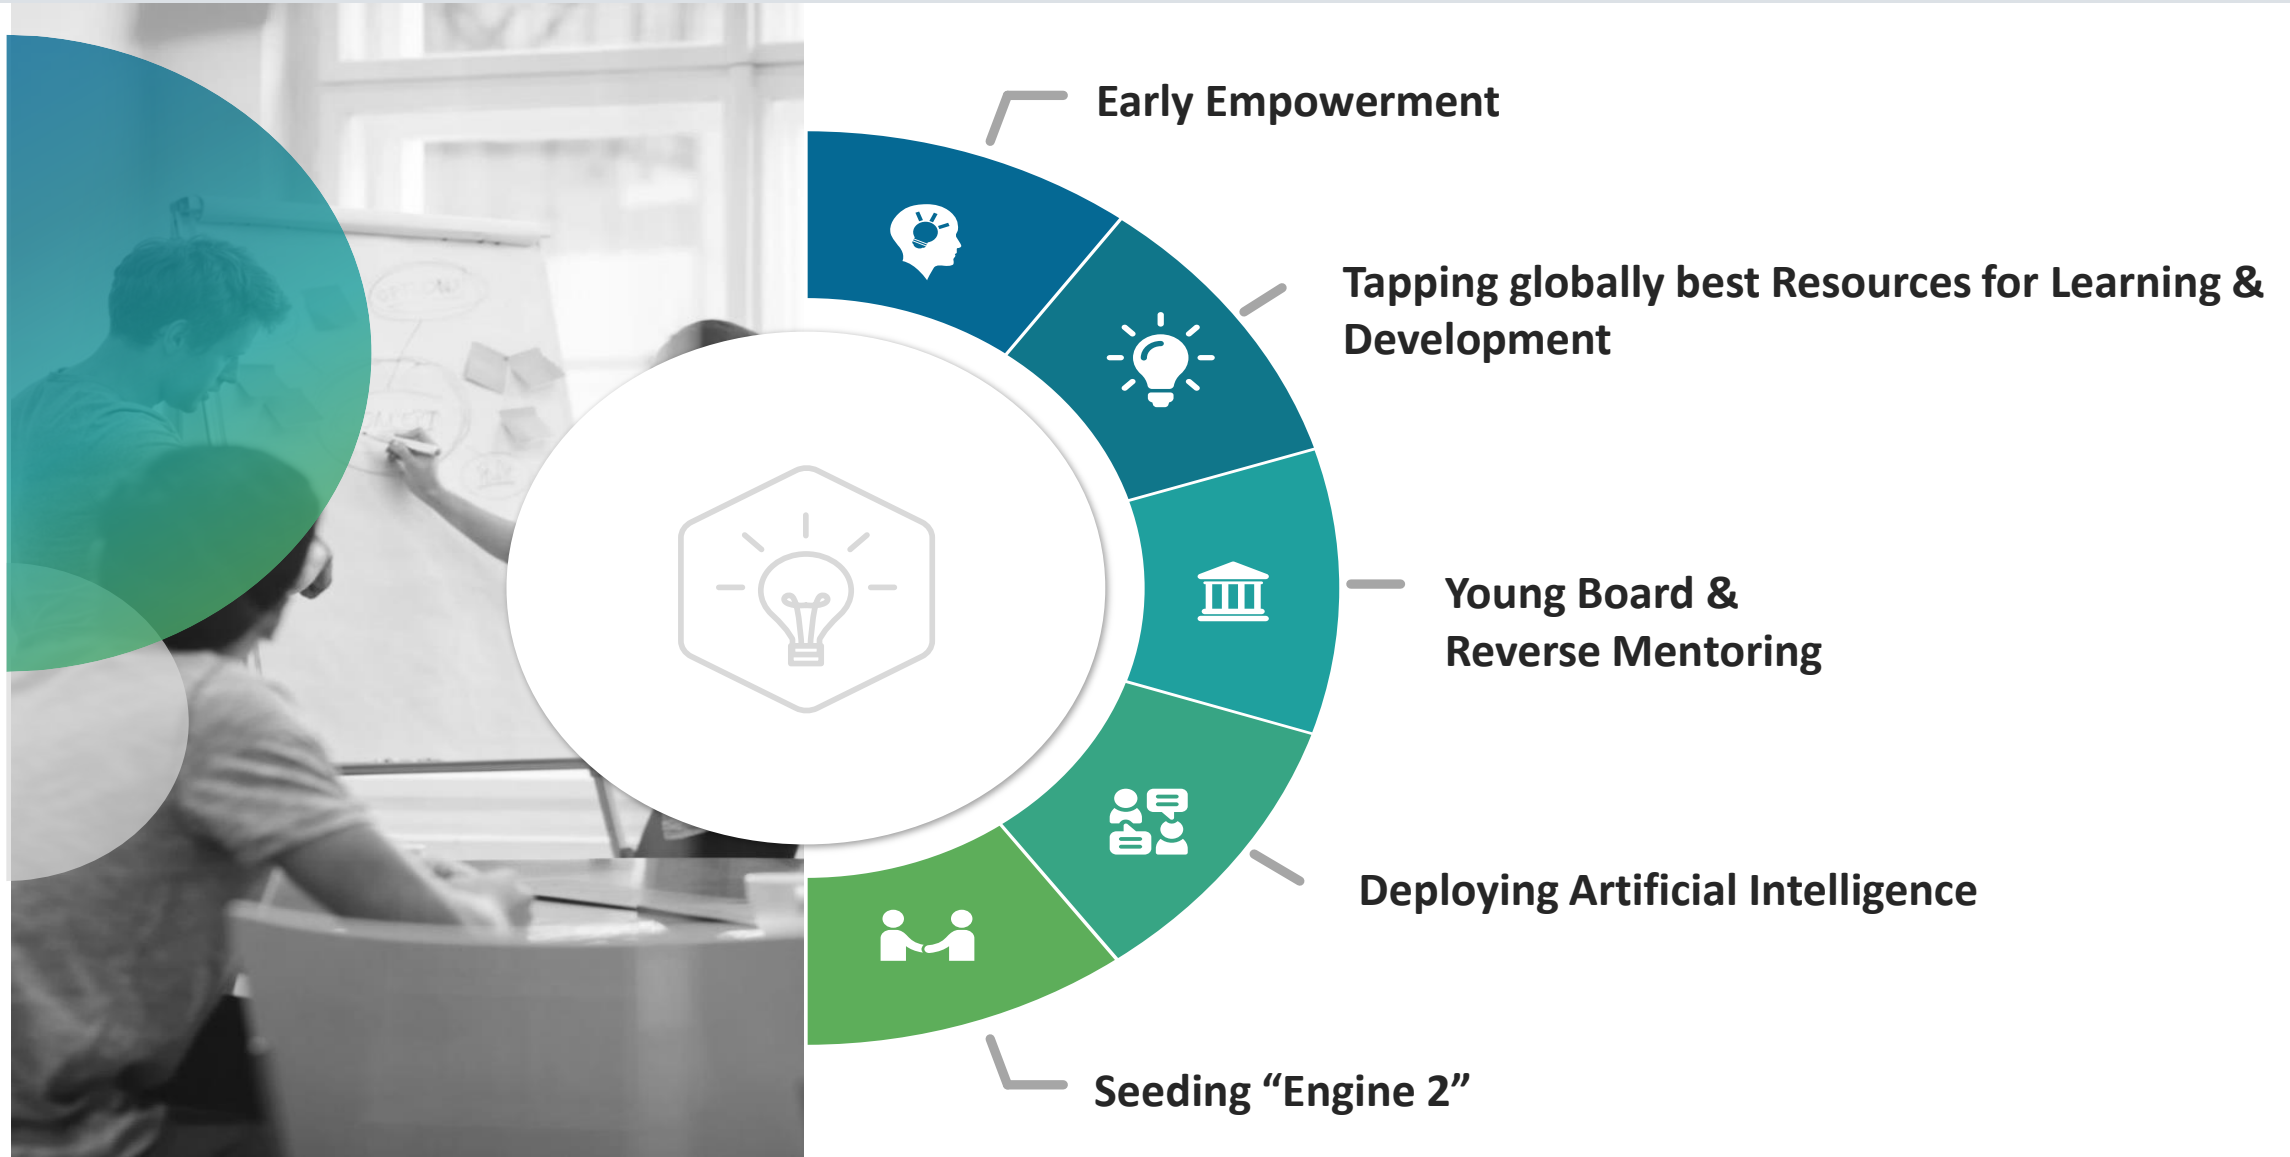 Early Empowerment
Tapping globally best Resources for Learning &
Development
Young Board &
Reverse Mentoring
Deploying Artificial Intelligence
Seeding “Engine 2”